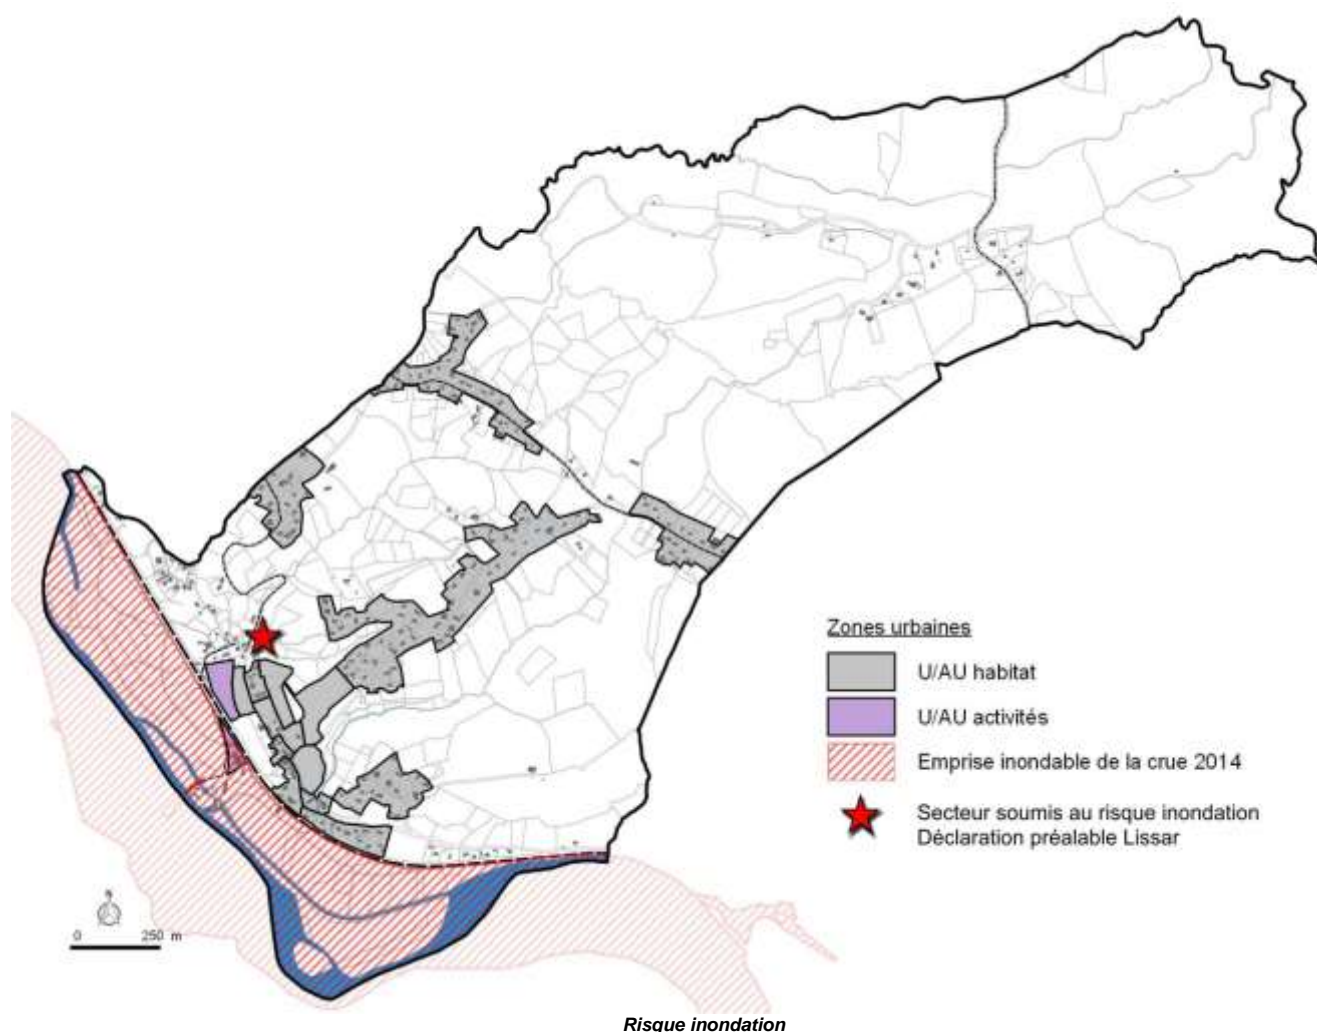 Zones urbaines
U/AU habitat
U/AU activités
Emprise inondable de la crue 2014
Secteur soumis au risque inondation
Déclaration préalable Lissar
N
0 250 m
Risque inondation